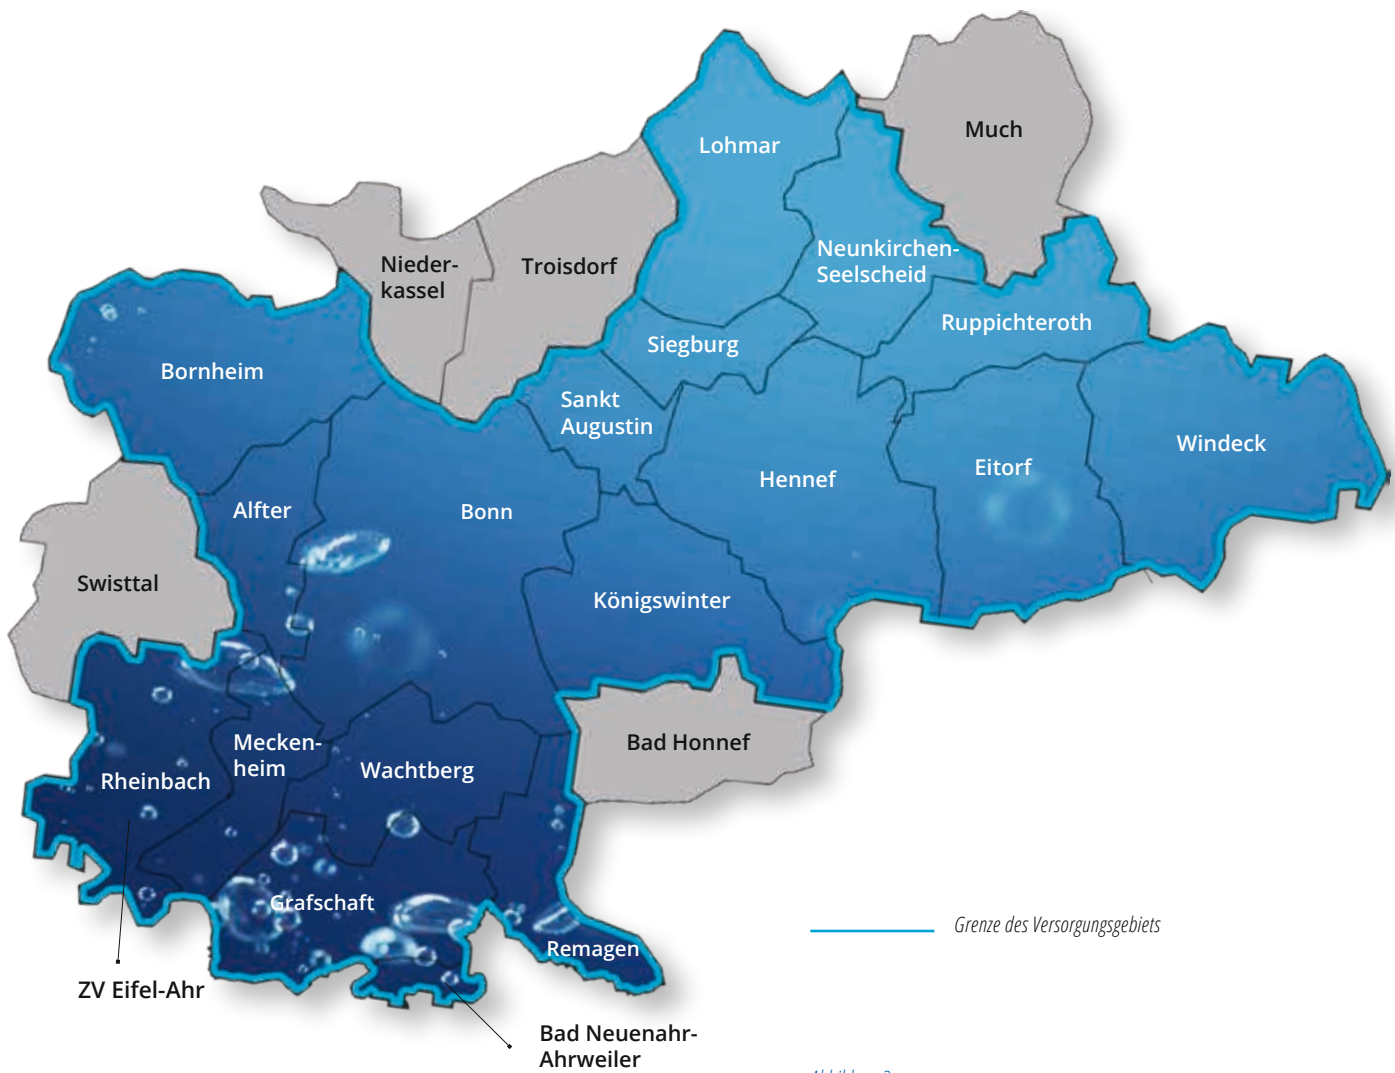 Much
Lohmar
Neunkirchen-
Seelscheid
Nieder-
kassel
Troisdorf
Ruppichteroth
Siegburg
Bornheim
Sankt
Augustin
Windeck
Eitorf
Hennef
Alfter
Bonn
Swisttal
Königswinter
Mecken-
heim
Bad Honnef
Wachtberg
Rheinbach
Grafschaft
Grenze des Versorgungsgebiets
Remagen
ZV Eifel-Ahr
Bad Neuenahr-
Ahrweiler